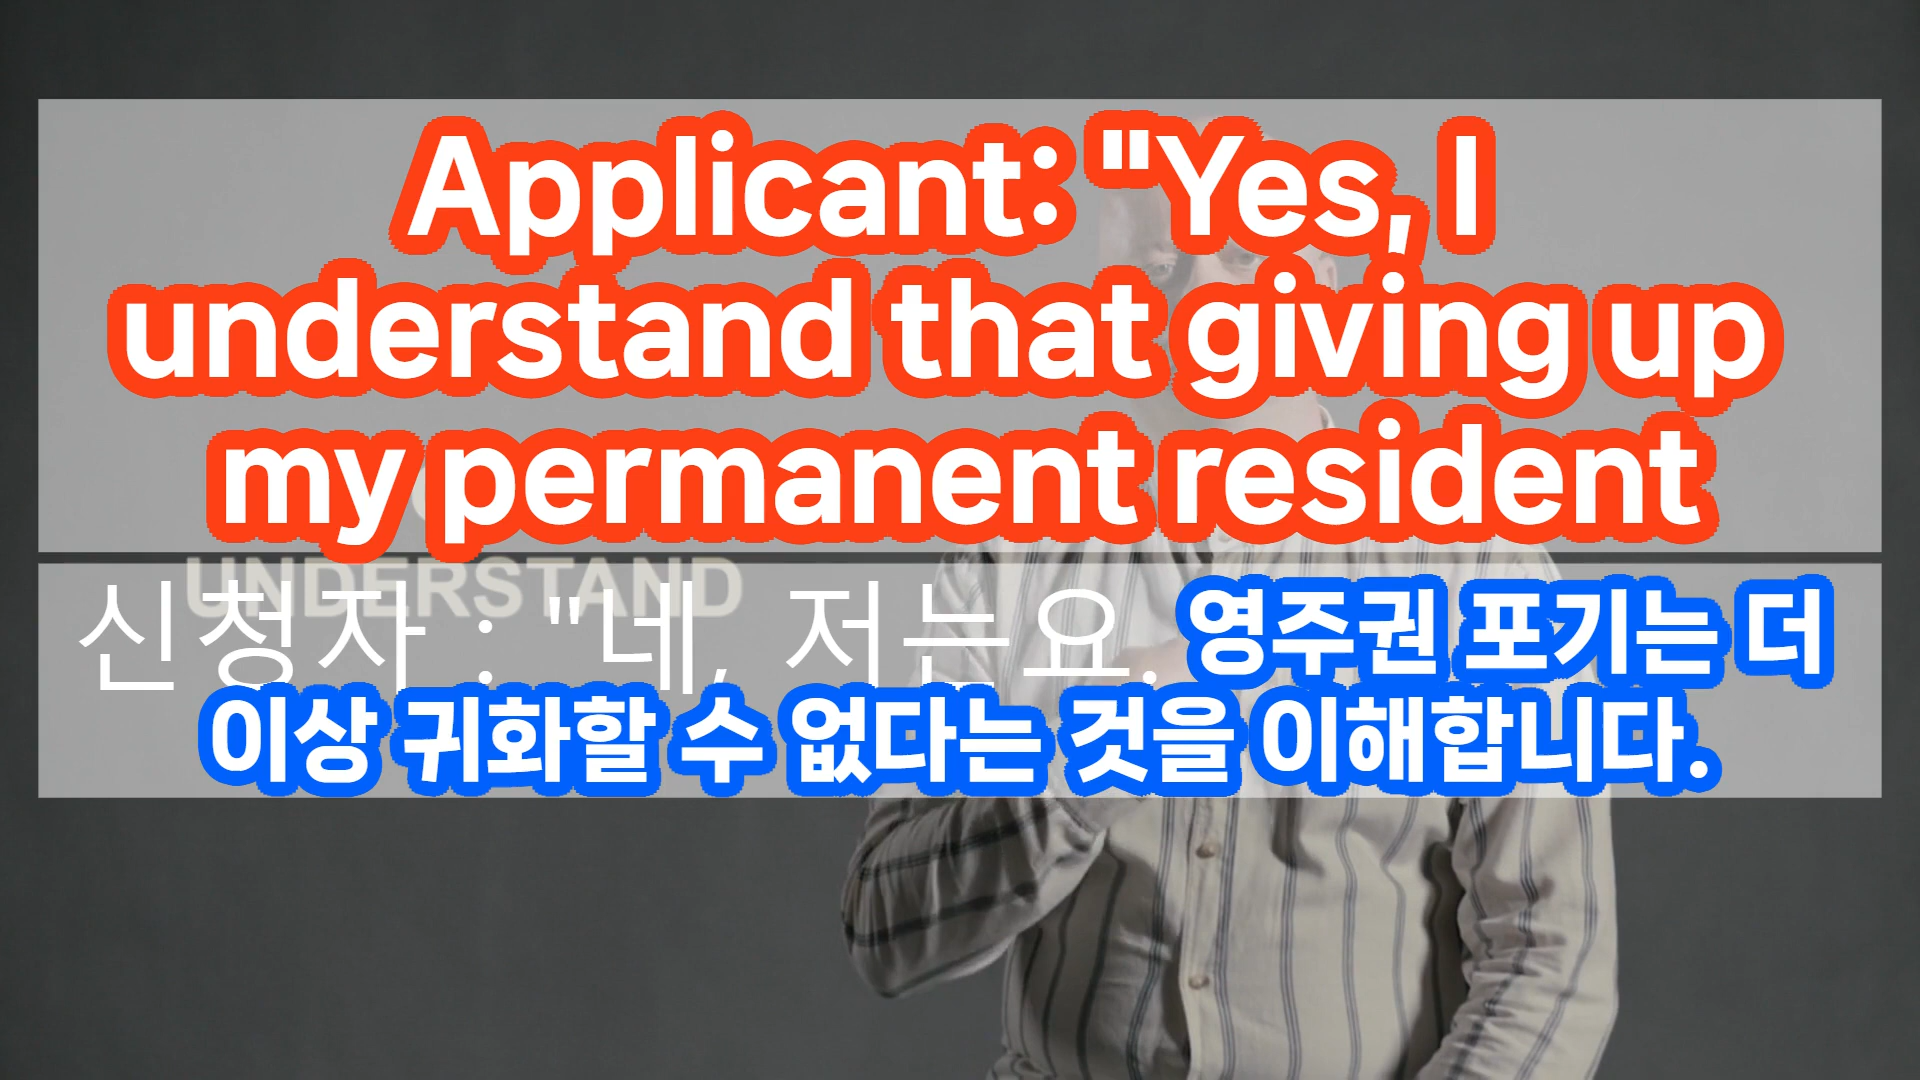 Applicant: "Yes, I
understand that giving up
my permanent resident
UNDERSTAND
신청자 : "네, 저는요. 영주권 포기는 더
이상 귀화할 수 없다는 것을 이해합니다.